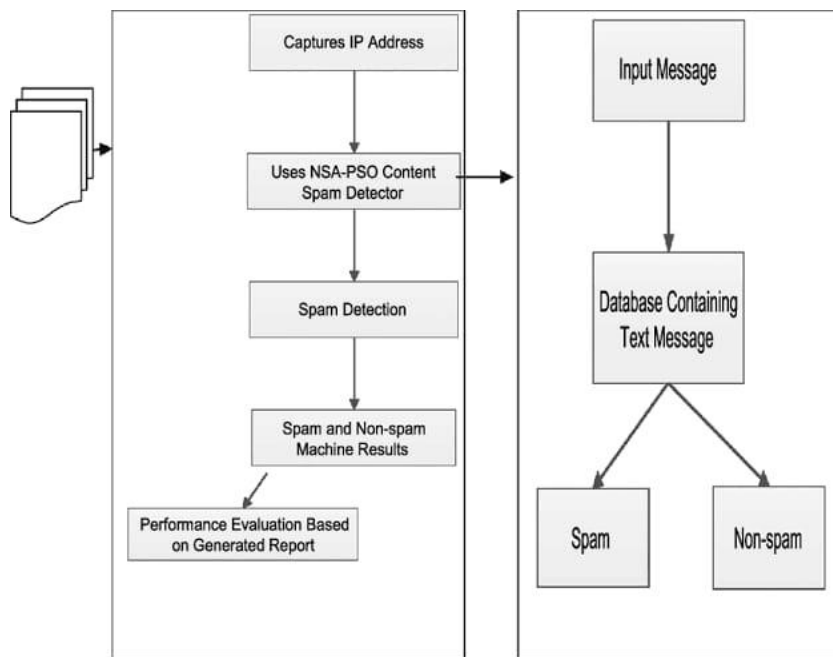 Captures IP Address
Uses NSA-PSO Content
Spam Detector
Spam Detection
Spam and Non-spam
Machine Results
Performance Evaluation Based
on Generated Report
Input Message
Database Containing
Text Message
Spam
Non-spam